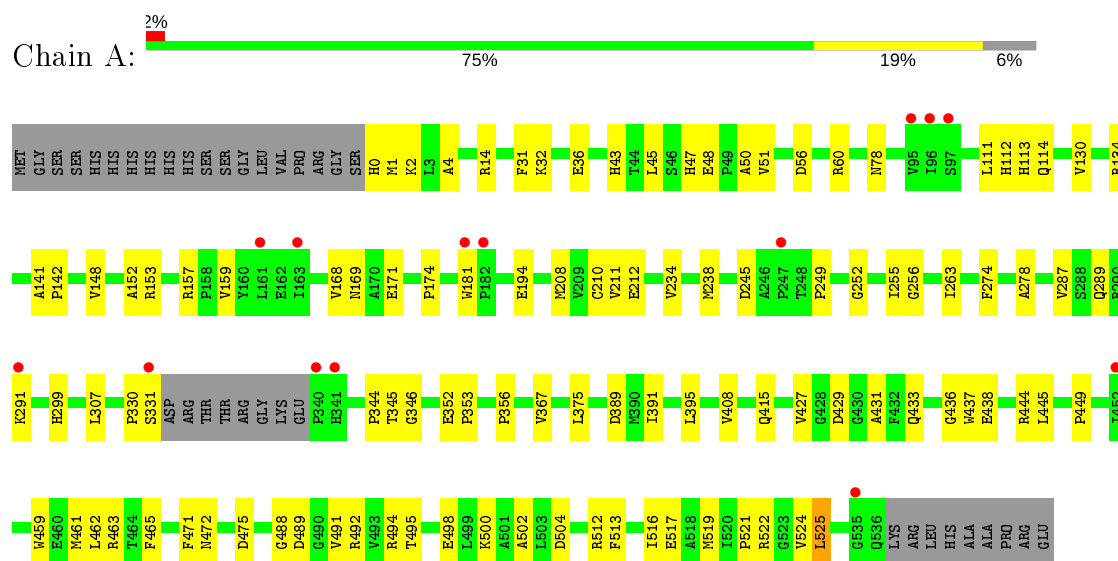 2%
Chain A:
75% 19% 6%
MET GLY SER SER HIS HIS HIS HIS HIS HIS SER SER GLY LEU VAL PRO ARG GLY SER H0 M1 K2 L3 A4 R14 F31 K32 E36 H43 T44 L45 S46 H47 E48 P49 A50 V51 D56 R60 N78 V95 I96 S97 L111 H112 H113 Q114 V130 R134
A141 P142 V148 A152 R153 R157 P158 V159 Y160 L161 E162 I163 V168 N169 A170 E171 P174 W181 P182 E194 M208 V209 C210 V211 E212 V234 M238 D245 A246 P247 T248 P249 G252 I255 G256 I263 F274 A278 V287 S288 Q289
K291 H299 L307 P330 S331 ASP ARG THR THR ARG GLY LYS GLU P340 H341 P344 T345 G346 E352 P353 P356 V367 L375 D389 M390 I391 L395 V408 Q415 V427 G428 D429 G430 A431 F432 Q433 G436 W437 E438 R444 L445 P449
W459 E460 M461 L462 R463 T464 F465 F471 N472 D475 G488 D489 G490 V491 R492 V493 R494 T495 E498 L499 K500 A501 A502 L503 D504 R512 F513 I516 E517 A518 M519 I520 P521 R522 G523 V524 L525 G535 Q536 LYS ARG LEU HIS ALA ALA PRO ARG GLU